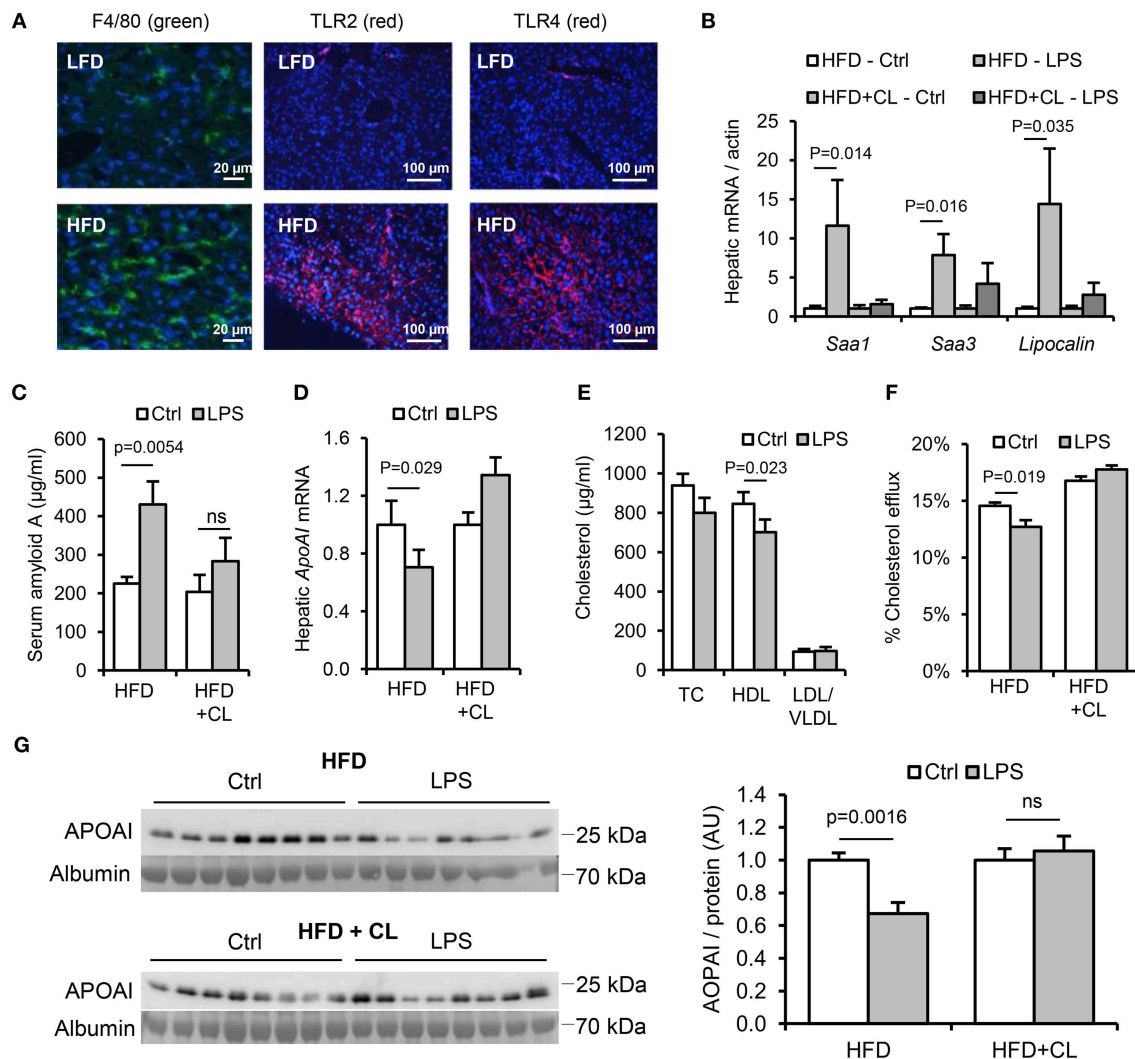 A
F4/80 (green)
TLR2 (red)
TLR4 (red)
LFD
20 µm
LFD
100 µm
LFD
100 µm
HFD
20 µm
HFD
100 µm
HFD
100 µm
B
HFD - Ctrl
HFD - LPS
HFD+CL - Ctrl
HFD+CL - LPS
Hepatic mRNA / actin
25
20
15
10
5
0
P=0.014
P=0.016
P=0.035
Saa1
Saa3
Lipocalin
C
Ctrl
LPS
Serum amyloid A (µg/ml)
600
500
400
300
200
100
0
p=0.0054
ns
HFD
HFD
+CL
D
Ctrl
LPS
Hepatic ApoAI mRNA
1.6
1.2
0.8
0.4
0.0
P=0.029
HFD
HFD
+CL
E
Ctrl
LPS
Cholesterol (µg/ml)
1200
1000
800
600
400
200
0
P=0.023
TC
HDL
LDL/
VLDL
F
Ctrl
LPS
% Cholesterol efflux
20%
15%
10%
5%
0%
P=0.019
HFD
HFD
+CL
G
HFD
Ctrl
LPS
APOAI
25 kDa
Albumin
70 kDa
HFD + CL
Ctrl
LPS
APOAI
25 kDa
Albumin
70 kDa
Ctrl
LPS
AOPAI / protein (AU)
1.4
1.2
1.0
0.8
0.6
0.4
0.2
0.0
p=0.0016
ns
HFD
HFD+CL